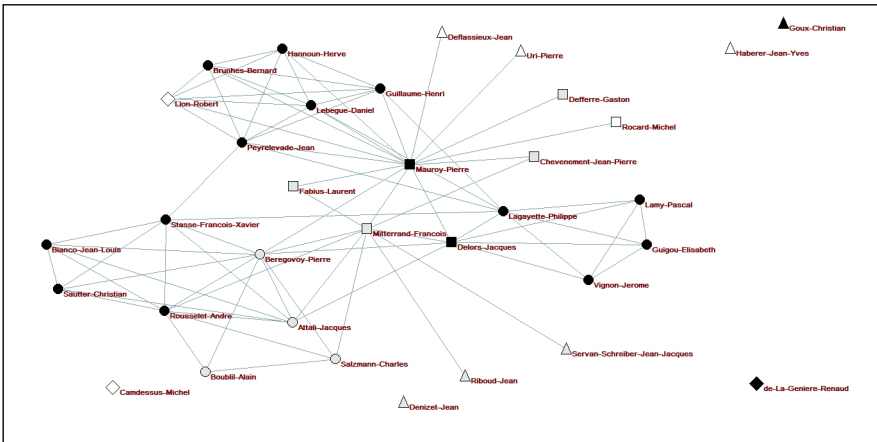 Goux-Christian
Deflassieux-Jean
Haberer-Jean-Yves
Hannoun-Herve
Uri-Pierre
Brunhes-Bernard
Guillaume-Henri
Defferre-Gaston
Lion-Robert
Lebegue-Daniel
Rocard-Michel
Peyrelevade-Jean
Chevenement-Jean-Pierre
Mauroy-Pierre
Fabius-Laurent
Lamy-Pascal
Lagayette-Philippe
Stasse-Francois-Xavier
Mitterrand-Francois
Bianco-Jean-Louis
Delors-Jacques
Guigou-Elisabeth
Beregovoy-Pierre
Vignon-Jerome
Sautter-Christian
Rousselet-Andre
Attali-Jacques
Servan-Schreiber-Jean-Jacques
Salzmann-Charles
Boublil-Alain
Riboud-Jean
Camdessus-Michel
de-La-Geniere-Renaud
Denizet-Jean